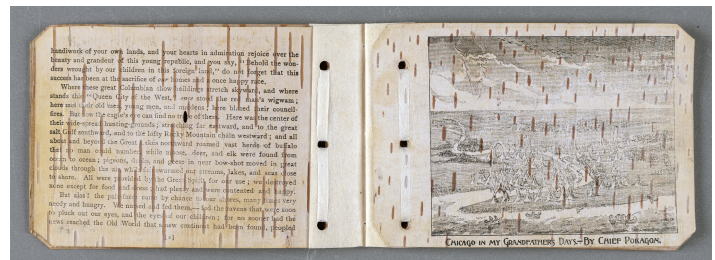 handiwork of your own lands, and your hearts in admiration rejoice over the
beauty and grandeur of this young republic, and you say, "Behold the won-
ders wrought by our children in this foreign land," do not forget that this
success has been at the sacrifice of our homes and a once happy race.
Where these great Columbian show-buildings stretch skyward, and where
stands this "Queen City of the West," once stood the red man's wigwam;
here met their old men, young men, and maidens; here blazed their council-
fires. But now the eagle's eye can find no trace of them. Here was the center of
their wide-spread hunting-grounds; stretching far eastward, and to the great
salt Gulf southward, and to the lofty Rocky Mountain chain westward; and all
about and beyond the Great Lakes northward roamed vast herds of buffalo
that no man could number, while moose, deer, and elk were found from
ocean to ocean; pigeons, ducks, and geese in near bow-shot moved in great
clouds through the air, while fish swarmed our streams, lakes, and seas close
to shore. All were provided by the Great Spirit for our use; we destroyed
none except for food and dress; had plenty and were contented and happy.
But alas! the pale-faces came by chance to our shores, many times very
needy and hungry. We nursed and fed them,—fed the ravens that were soon
to pluck out our eyes, and the eyes of our children; for no sooner had the
news reached the Old World that a new continent had been found, peopled
CHICAGO IN MY GRANDFATHER'S DAYS.—BY CHIEF POKAGON.